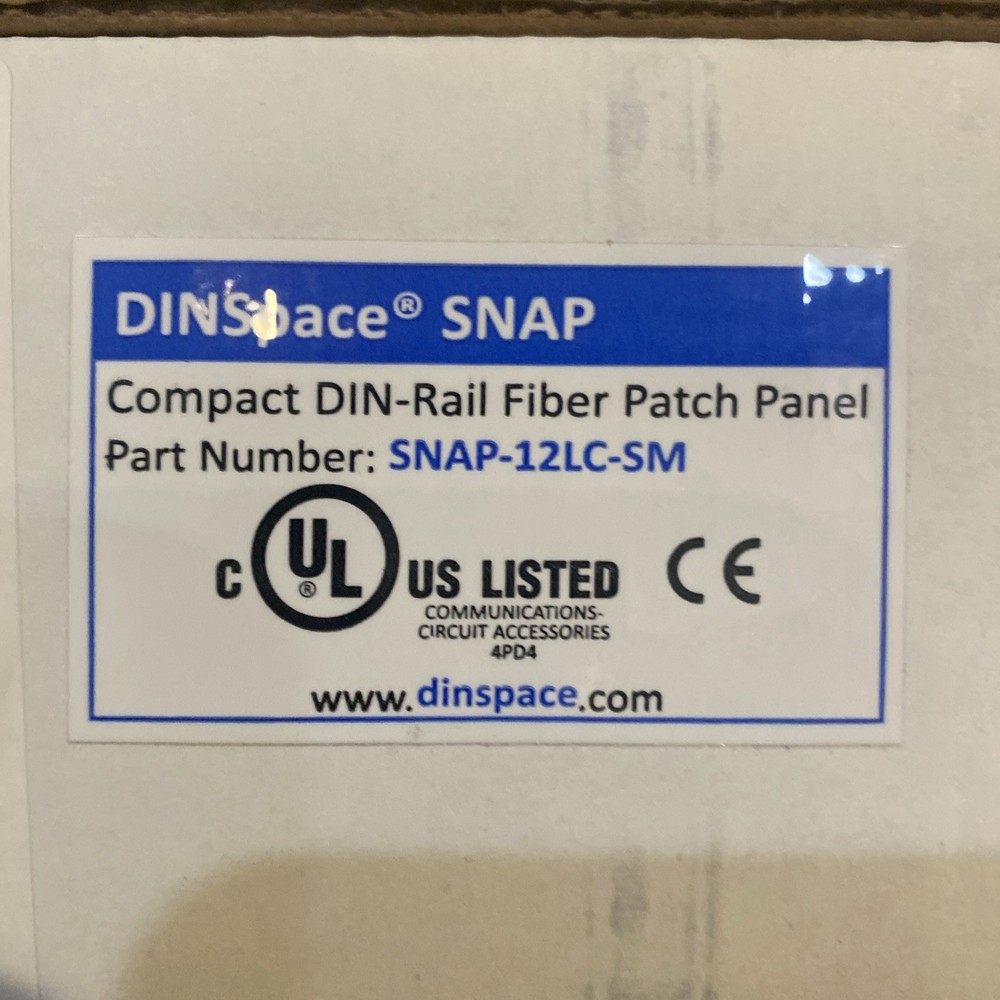 DINSpace® SNAP
Compact DIN-Rail Fiber Patch Panel
Part Number: SNAP-12LC-SM
C UL® US LISTED CE
COMMUNICATIONS-
CIRCUIT ACCESSORIES
4PD4
www.dinspace.com